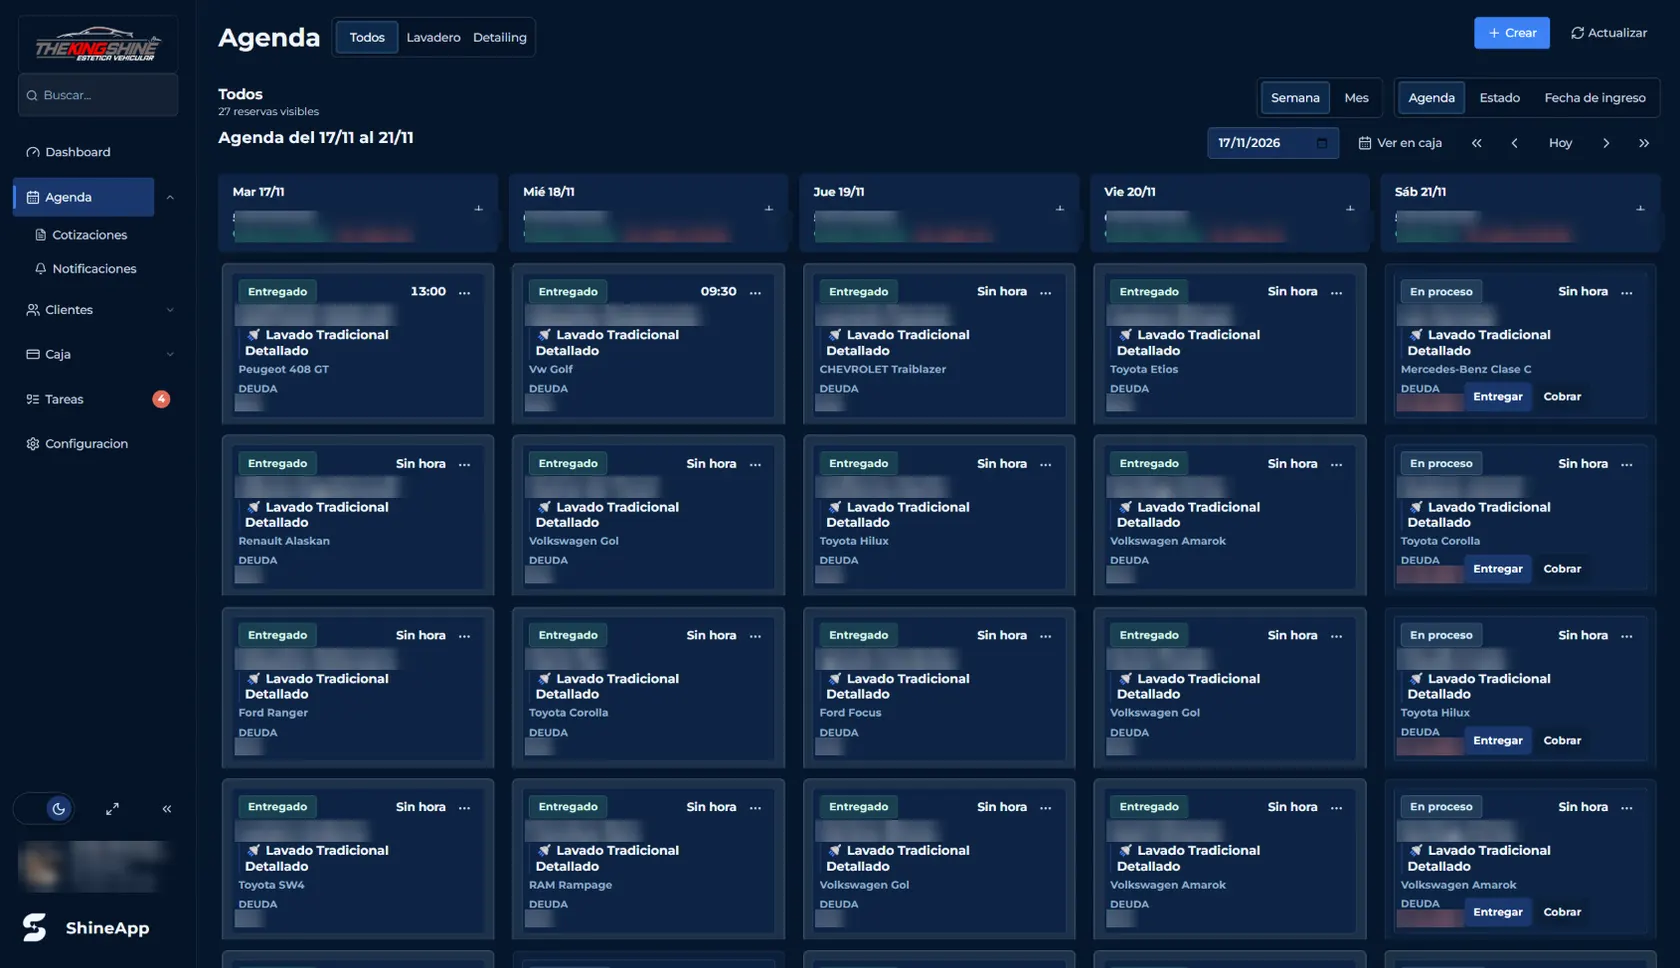 THEKINGSHINE
ESTETICA VEHICULAR
Buscar...
Dashboard
Agenda
Cotizaciones
Notificaciones
Clientes
Caja
Tareas 4
Configuracion
ShineApp
Agenda Todos Lavadero Detailing
+ Crear Actualizar
Todos
27 reservas visibles
Agenda del 17/11 al 21/11
Semana Mes Agenda Estado Fecha de ingreso
17/11/2026 Ver en caja « < Hoy > »
Mar 17/11 +
Mié 18/11 +
Jue 19/11 +
Vie 20/11 +
Sáb 21/11 +
Entregado 13:00 ...
Lavado Tradicional
Detallado
Peugeot 408 GT
DEUDA
Entregado 09:30 ...
Lavado Tradicional
Detallado
Vw Golf
DEUDA
Entregado Sin hora ...
Lavado Tradicional
Detallado
CHEVROLET Traiblazer
DEUDA
Entregado Sin hora ...
Lavado Tradicional
Detallado
Toyota Etios
DEUDA
En proceso Sin hora ...
Lavado Tradicional
Detallado
Mercedes-Benz Clase C
DEUDA
Entregar Cobrar
Entregado Sin hora ...
Lavado Tradicional
Detallado
Renault Alaskan
DEUDA
Entregado Sin hora ...
Lavado Tradicional
Detallado
Volkswagen Gol
DEUDA
Entregado Sin hora ...
Lavado Tradicional
Detallado
Toyota Hilux
DEUDA
Entregado Sin hora ...
Lavado Tradicional
Detallado
Volkswagen Amarok
DEUDA
En proceso Sin hora ...
Lavado Tradicional
Detallado
Toyota Corolla
DEUDA
Entregar Cobrar
Entregado Sin hora ...
Lavado Tradicional
Detallado
Ford Ranger
DEUDA
Entregado Sin hora ...
Lavado Tradicional
Detallado
Toyota Corolla
DEUDA
Entregado Sin hora ...
Lavado Tradicional
Detallado
Ford Focus
DEUDA
Entregado Sin hora ...
Lavado Tradicional
Detallado
Volkswagen Gol
DEUDA
En proceso Sin hora ...
Lavado Tradicional
Detallado
Toyota Hilux
DEUDA
Entregar Cobrar
Entregado Sin hora ...
Lavado Tradicional
Detallado
Toyota SW4
DEUDA
Entregado Sin hora ...
Lavado Tradicional
Detallado
RAM Rampage
DEUDA
Entregado Sin hora ...
Lavado Tradicional
Detallado
Volkswagen Gol
DEUDA
Entregado Sin hora ...
Lavado Tradicional
Detallado
Volkswagen Amarok
DEUDA
En proceso Sin hora ...
Lavado Tradicional
Detallado
Volkswagen Amarok
DEUDA
Entregar Cobrar